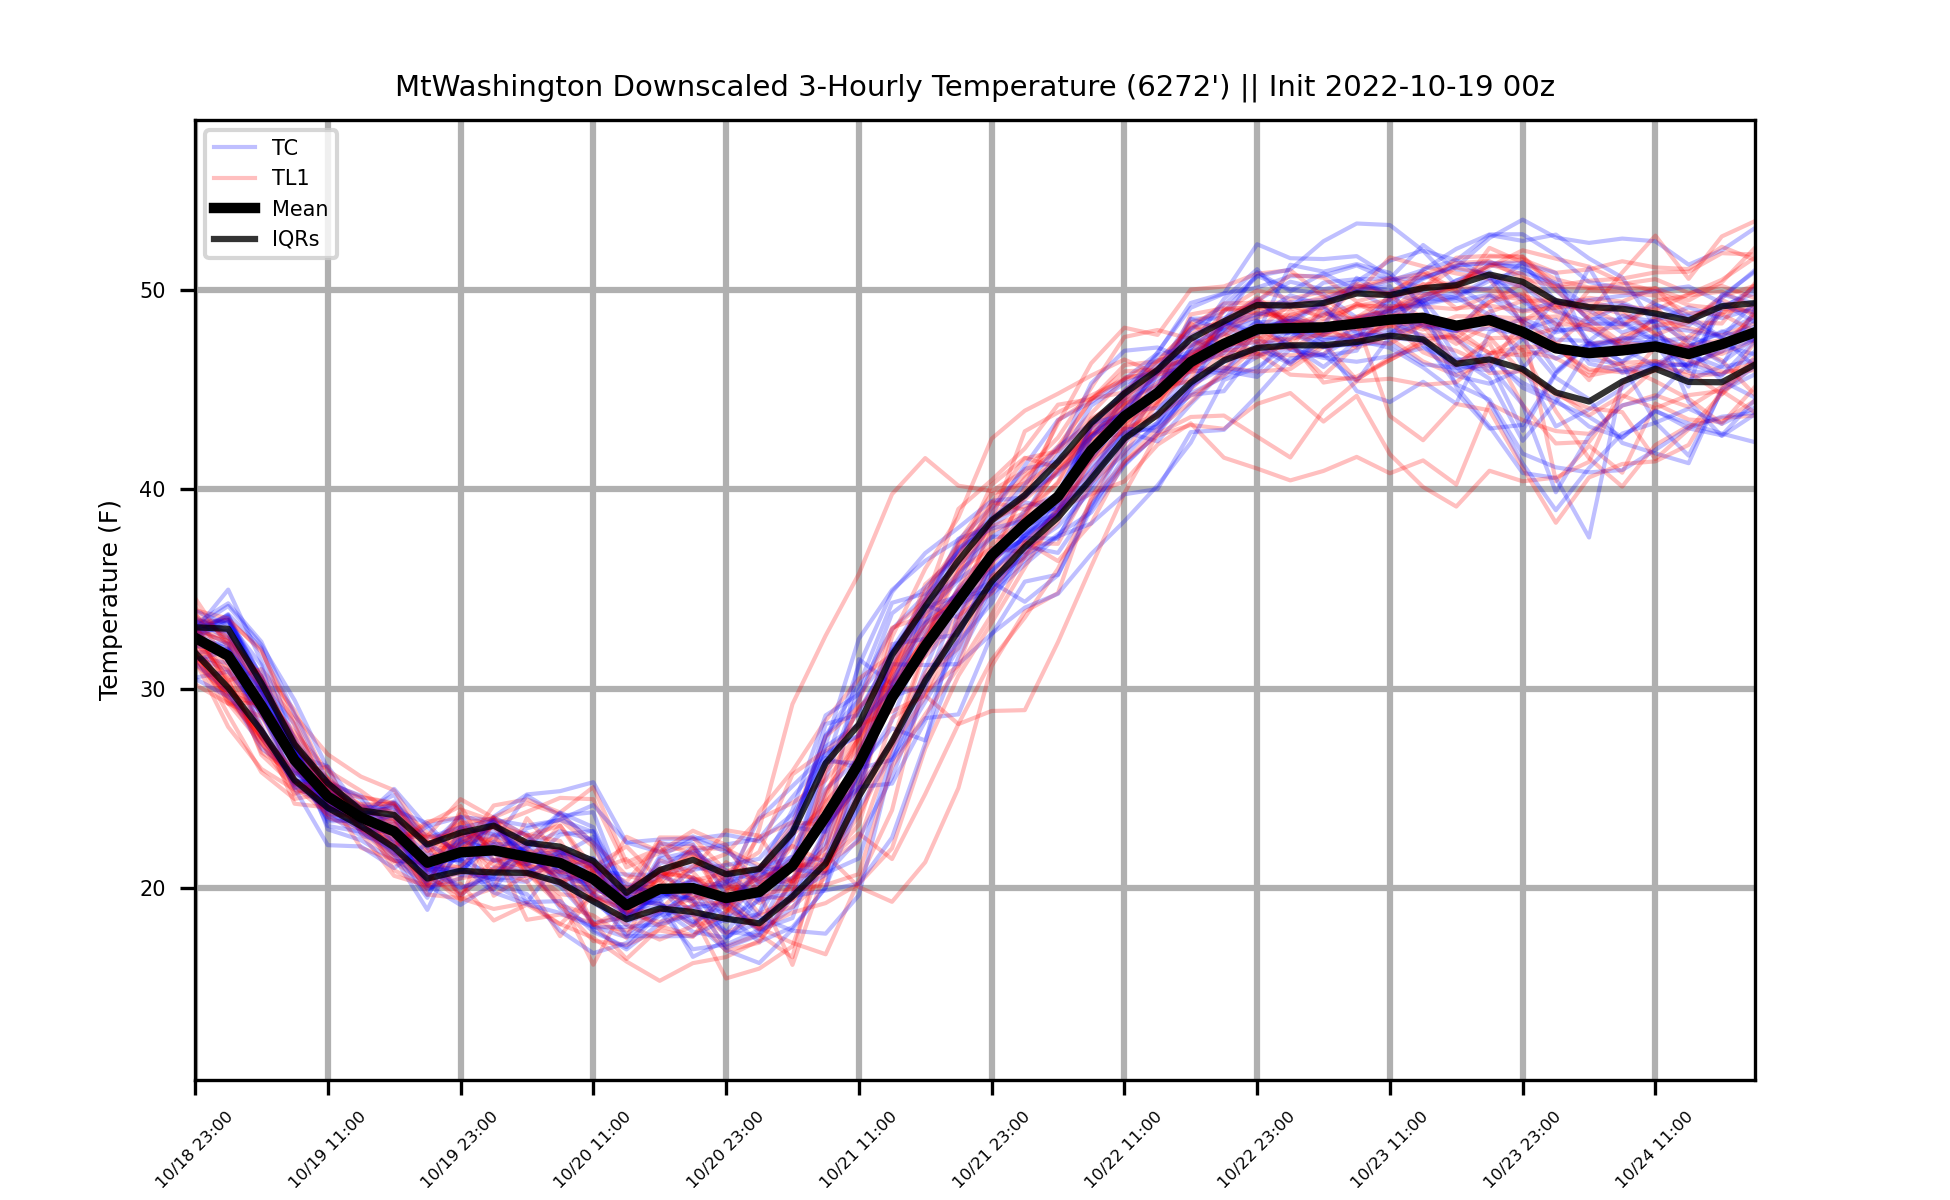 MtWashington Downscaled 3-Hourly Temperature (6272') || Init 2022-10-19 00z
TC
TL1
Mean
IQRs
Temperature (F)
50
40
30
20
10/18 23:00
10/19 11:00
10/19 23:00
10/20 11:00
10/20 23:00
10/21 11:00
10/21 23:00
10/22 11:00
10/22 23:00
10/23 11:00
10/23 23:00
10/24 11:00